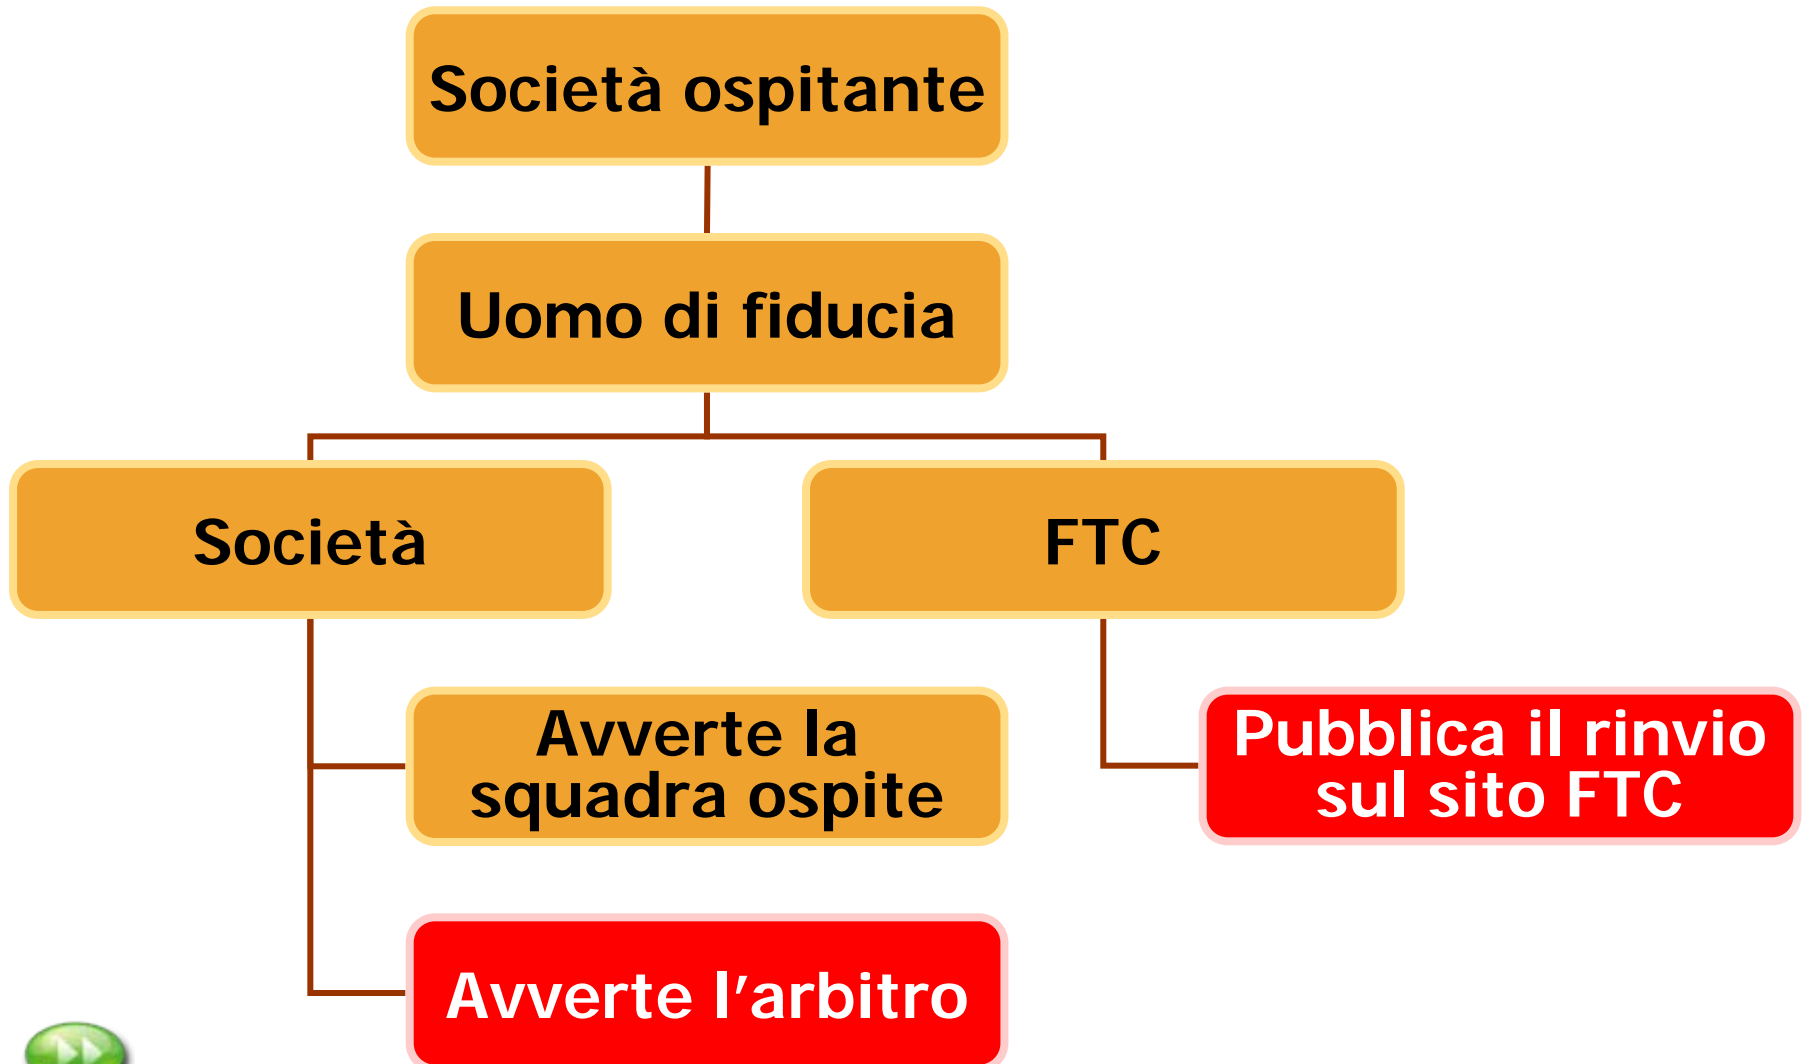 Società ospitante
Uomo di fiducia
Società
FTC
Avverte la
squadra ospite
Pubblica il rinvio
sul sito FTC
Avverte l’arbitro